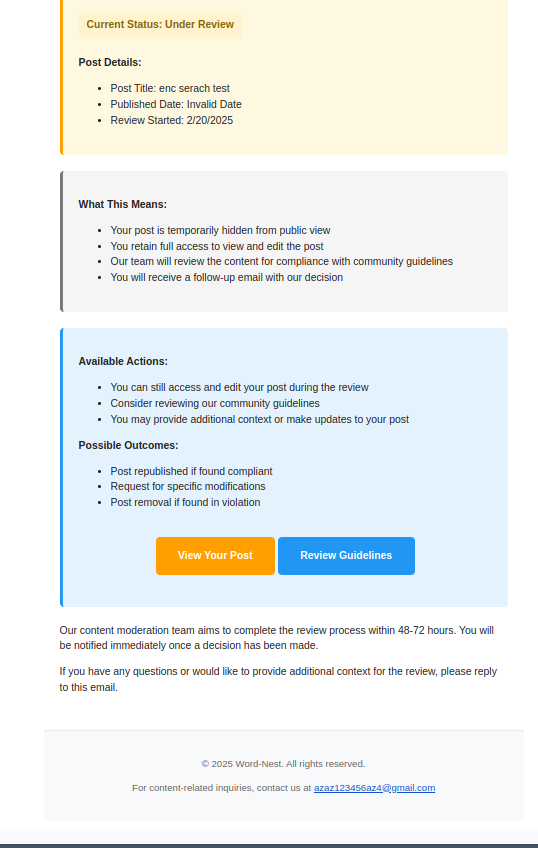 Current Status: Under Review
Post Details:
• Post Title: enc serach test
• Published Date: Invalid Date
• Review Started: 2/20/2025
What This Means:
• Your post is temporarily hidden from public view
• You retain full access to view and edit the post
• Our team will review the content for compliance with community guidelines
• You will receive a follow-up email with our decision
Available Actions:
• You can still access and edit your post during the review
• Consider reviewing our community guidelines
• You may provide additional context or make updates to your post
Possible Outcomes:
• Post republished if found compliant
• Request for specific modifications
• Post removal if found in violation
View Your Post Review Guidelines
Our content moderation team aims to complete the review process within 48-72 hours. You will
be notified immediately once a decision has been made.
If you have any questions or would like to provide additional context for the review, please reply
to this email.
© 2025 Word-Nest. All rights reserved.
For content-related inquiries, contact us at azaz123456az4@gmail.com